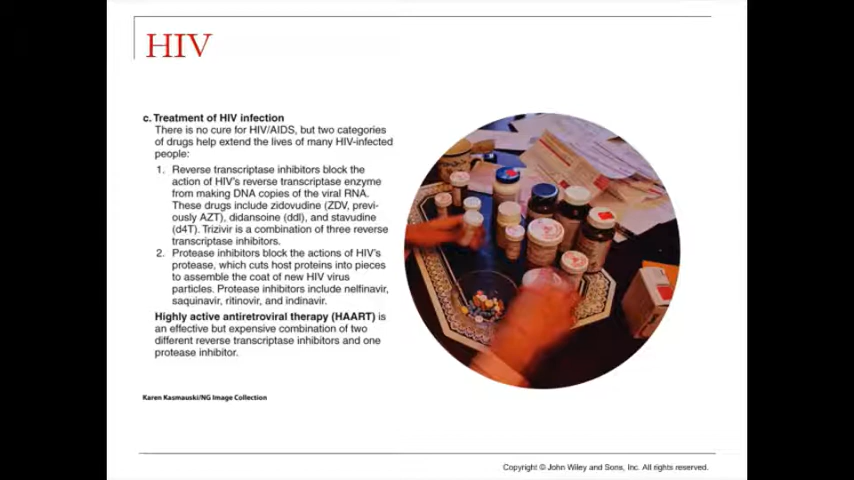 HIV
c. Treatment of HIV infection
There is no cure for HIV/AIDS, but two categories
of drugs help extend the lives of many HIV-infected
people:
1. Reverse transcriptase inhibitors block the
action of HIV's reverse transcriptase enzyme
from making DNA copies of the viral RNA.
These drugs include zidovudine (ZDV, previ-
ously AZT), didansoine (ddI), and stavudine
(d4T). Trizivir is a combination of three reverse
transcriptase inhibitors.
2. Protease inhibitors block the actions of HIV's
protease, which cuts host proteins into pieces
to assemble the coat of new HIV virus
particles. Protease inhibitors include nelfinavir,
saquinavir, ritinovir, and indinavir.
Highly active antiretroviral therapy (HAART) is
an effective but expensive combination of two
different reverse transcriptase inhibitors and one
protease inhibitor.
Karen Kasmauski/NG Image Collection
Copyright © John Wiley and Sons, Inc. All rights reserved.